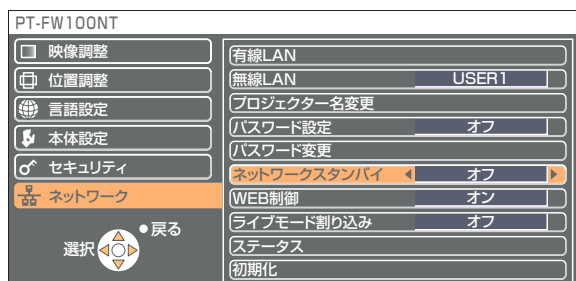 PT-FW100NT
映像調整
位置調整
言語設定
本体設定
セキュリティ
ネットワーク
戻る
選択
有線LAN
無線LAN USER1
プロジェクター名変更
パスワード設定 オフ
パスワード変更
ネットワークスタンバイ オフ
WEB制御 オン
ライブモード割り込み オフ
ステータス
初期化